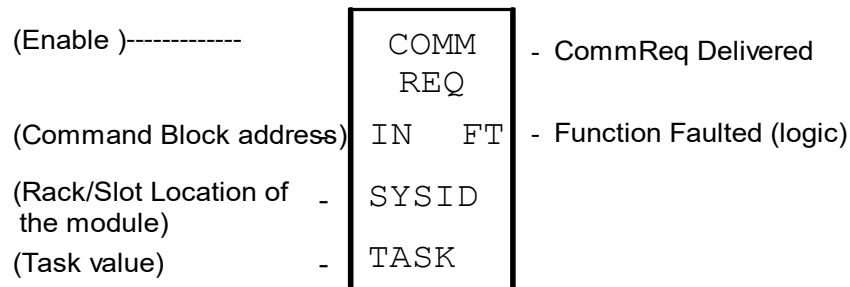 (Enable )-------------
COMM
REQ
- CommReq Delivered
(Command Block address)
-
IN FT
- Function Faulted (logic)
(Rack/Slot Location of
the module)
-
SYSID
(Task value)
-
TASK